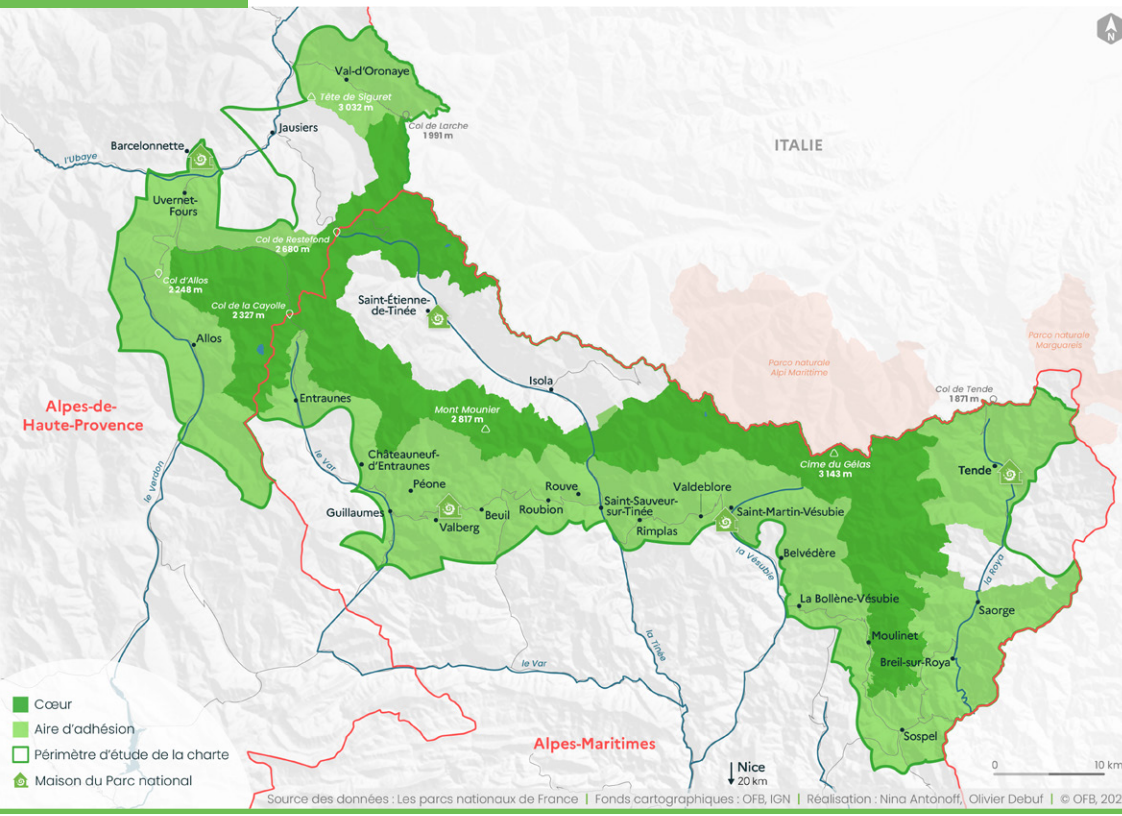 N
Val-d'Oronaye
Tête de Siguret
3 032 m
Col de Larche
1 991 m
Jausiers
Barcelonnette
ITALIE
l'Ubaye
Uvernet-
Fours
Col de Restefond
2 680 m
Col d'Allos
2 248 m
Col de la Cayolle
2 327 m
Saint-Étienne-
de-Tinée
Allos
Parco naturale
Marguareis
Parco naturale
Alpi Marittime
Isola
Col de Tende
1 871 m
Entraunes
Alpes-de-
Haute-Provence
Mont Mounier
2 817 m
le Var
Châteauneuf-
d'Entraunes
Cime du Gélas
3 143 m
Tende
le Verdon
Péone
Rouve
Valdeblore
Guillaumes
Roubion
Saint-Sauveur-
sur-Tinée
Saint-Martin-Vésubie
Beuil
Valberg
Rimplas
la Vésubie
Belvédère
la Roya
La Bollène-Vésubie
Saorge
la Tinée
Moulinet
Breil-sur-Roya
le Var
Sospel
Cœur
Aire d'adhésion
Périmètre d'étude de la charte
Maison du Parc national
Alpes-Maritimes
Nice
20 km
0 10 km
Source des données : Les parcs nationaux de France | Fonds cartographiques : OFB, IGN | Réalisation : Nina Antonoff, Olivier Debuf | © OFB, 202